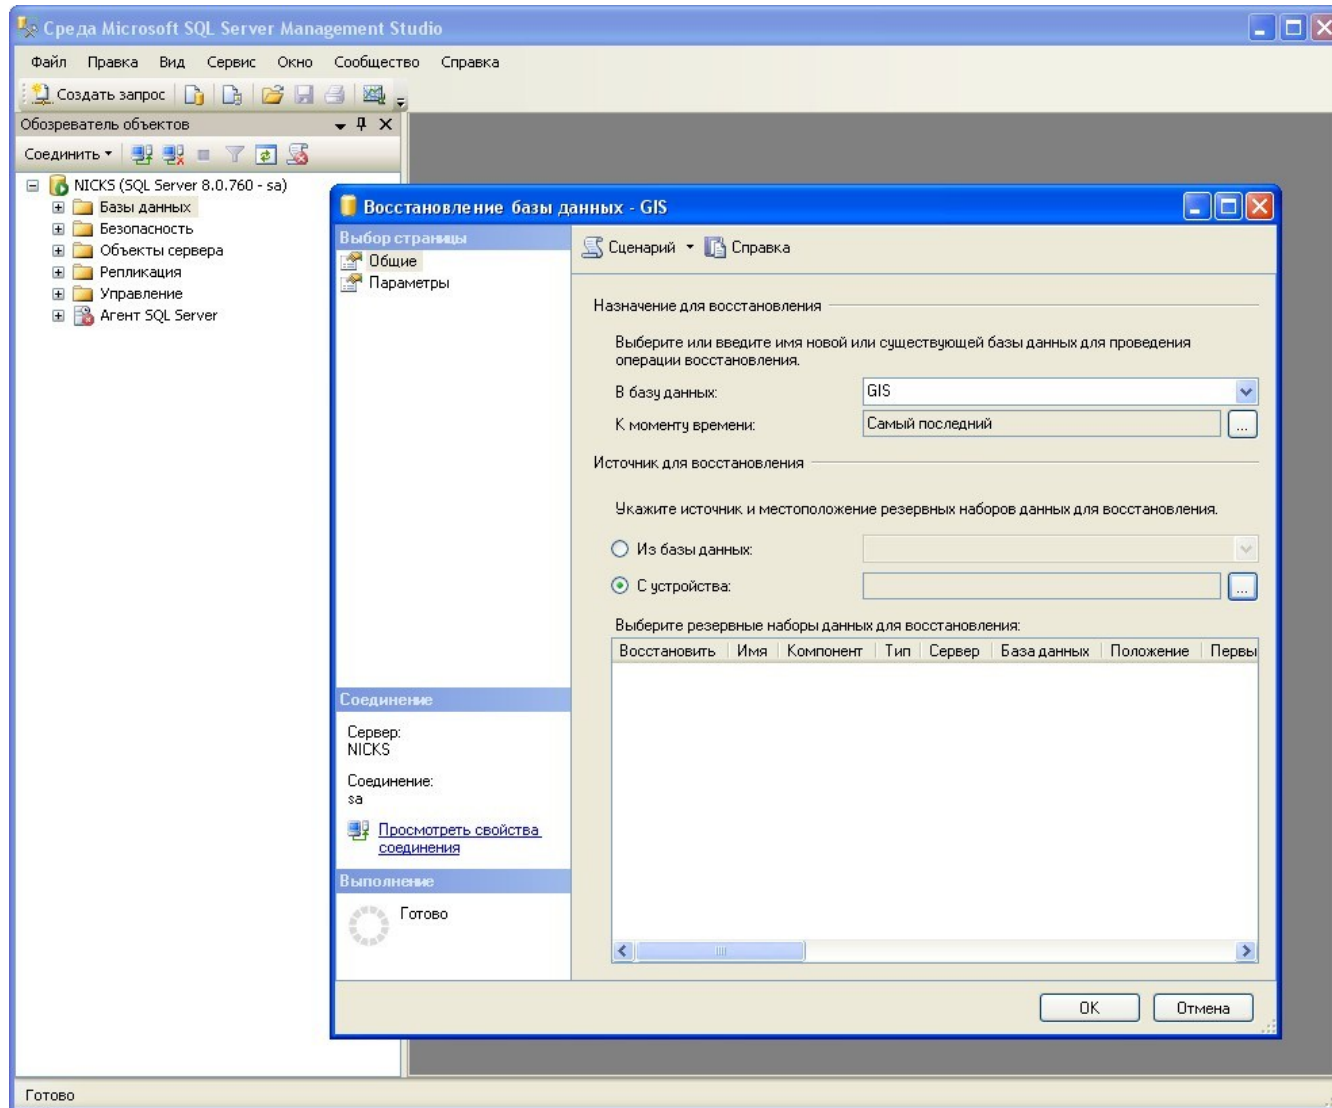 Среда Microsoft SQL Server Management Studio
Файл Правка Вид Сервис Окно Сообщество Справка
Создать запрос
Обозреватель объектов
Соединить
NICKS (SQL Server 8.0.760 - sa)
Базы данных
Безопасность
Объекты сервера
Репликация
Управление
Агент SQL Server
Восстановление базы данных - GIS
Выбор страницы
Общие
Параметры
Сценарий Справка
Назначение для восстановления
Выберите или введите имя новой или существующей базы данных для проведения
операции восстановления.
В базу данных: GIS
К моменту времени: Самый последний ...
Источник для восстановления
Укажите источник и местоположение резервных наборов данных для восстановления.
Из базы данных:
С устройства: ...
Выберите резервные наборы данных для восстановления:
Восстановить Имя Компонент Тип Сервер База данных Положение Первы
Соединение
Сервер:
NICKS
Соединение:
sa
Просмотреть свойства
соединения
Выполнение
Готово
OK Отмена
Готово